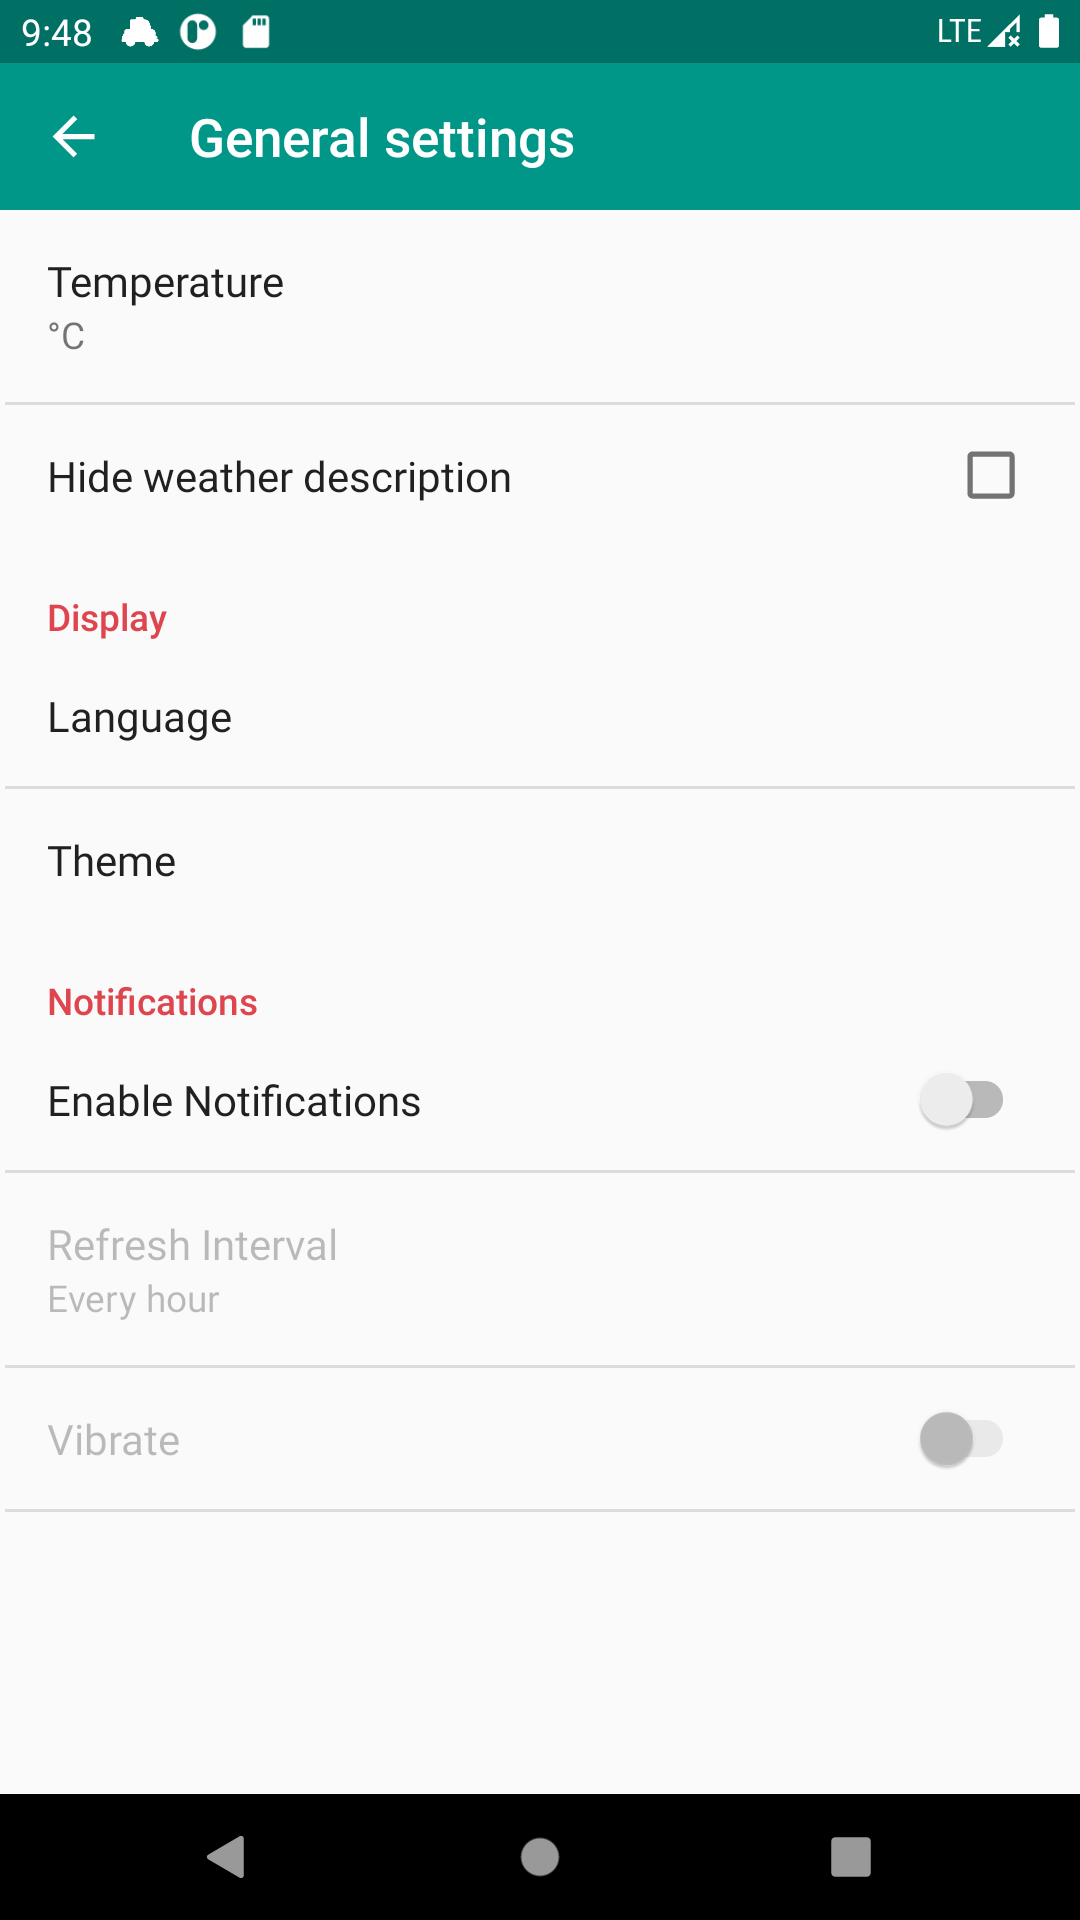 9:48
LTE
General settings
Temperature
°C
Hide weather description
Display
Language
Theme
Notifications
Enable Notifications
Refresh Interval
Every hour
Vibrate